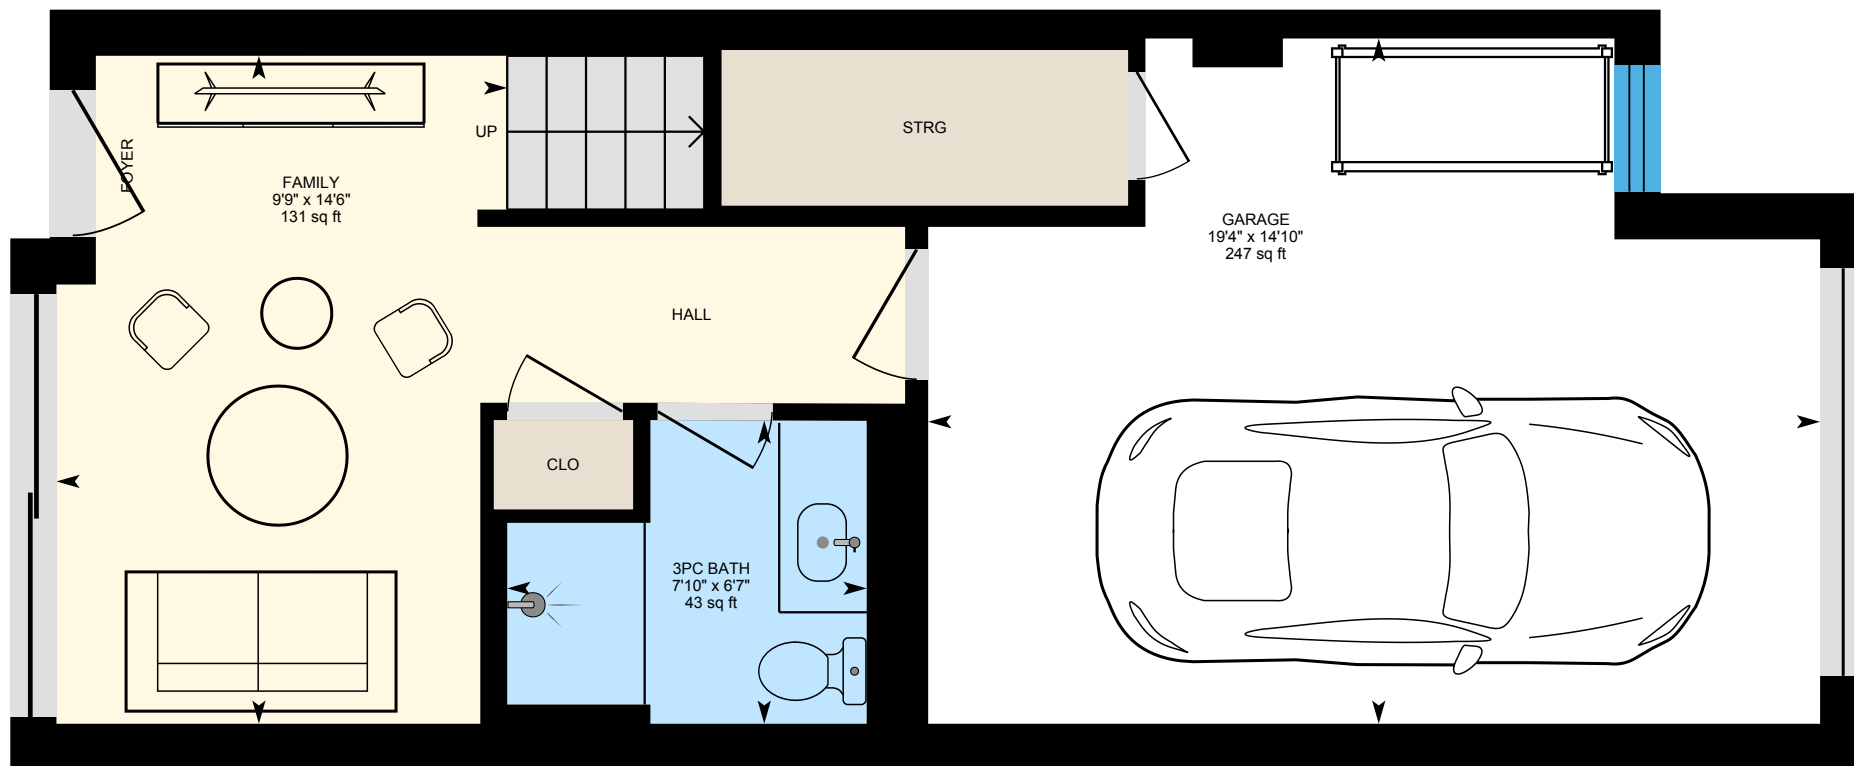 FOYER
FAMILY
9'9" x 14'6"
131 sq ft
UP
STRG
GARAGE
19'4" x 14'10"
247 sq ft
HALL
CLO
3PC BATH
7'10" x 6'7"
43 sq ft